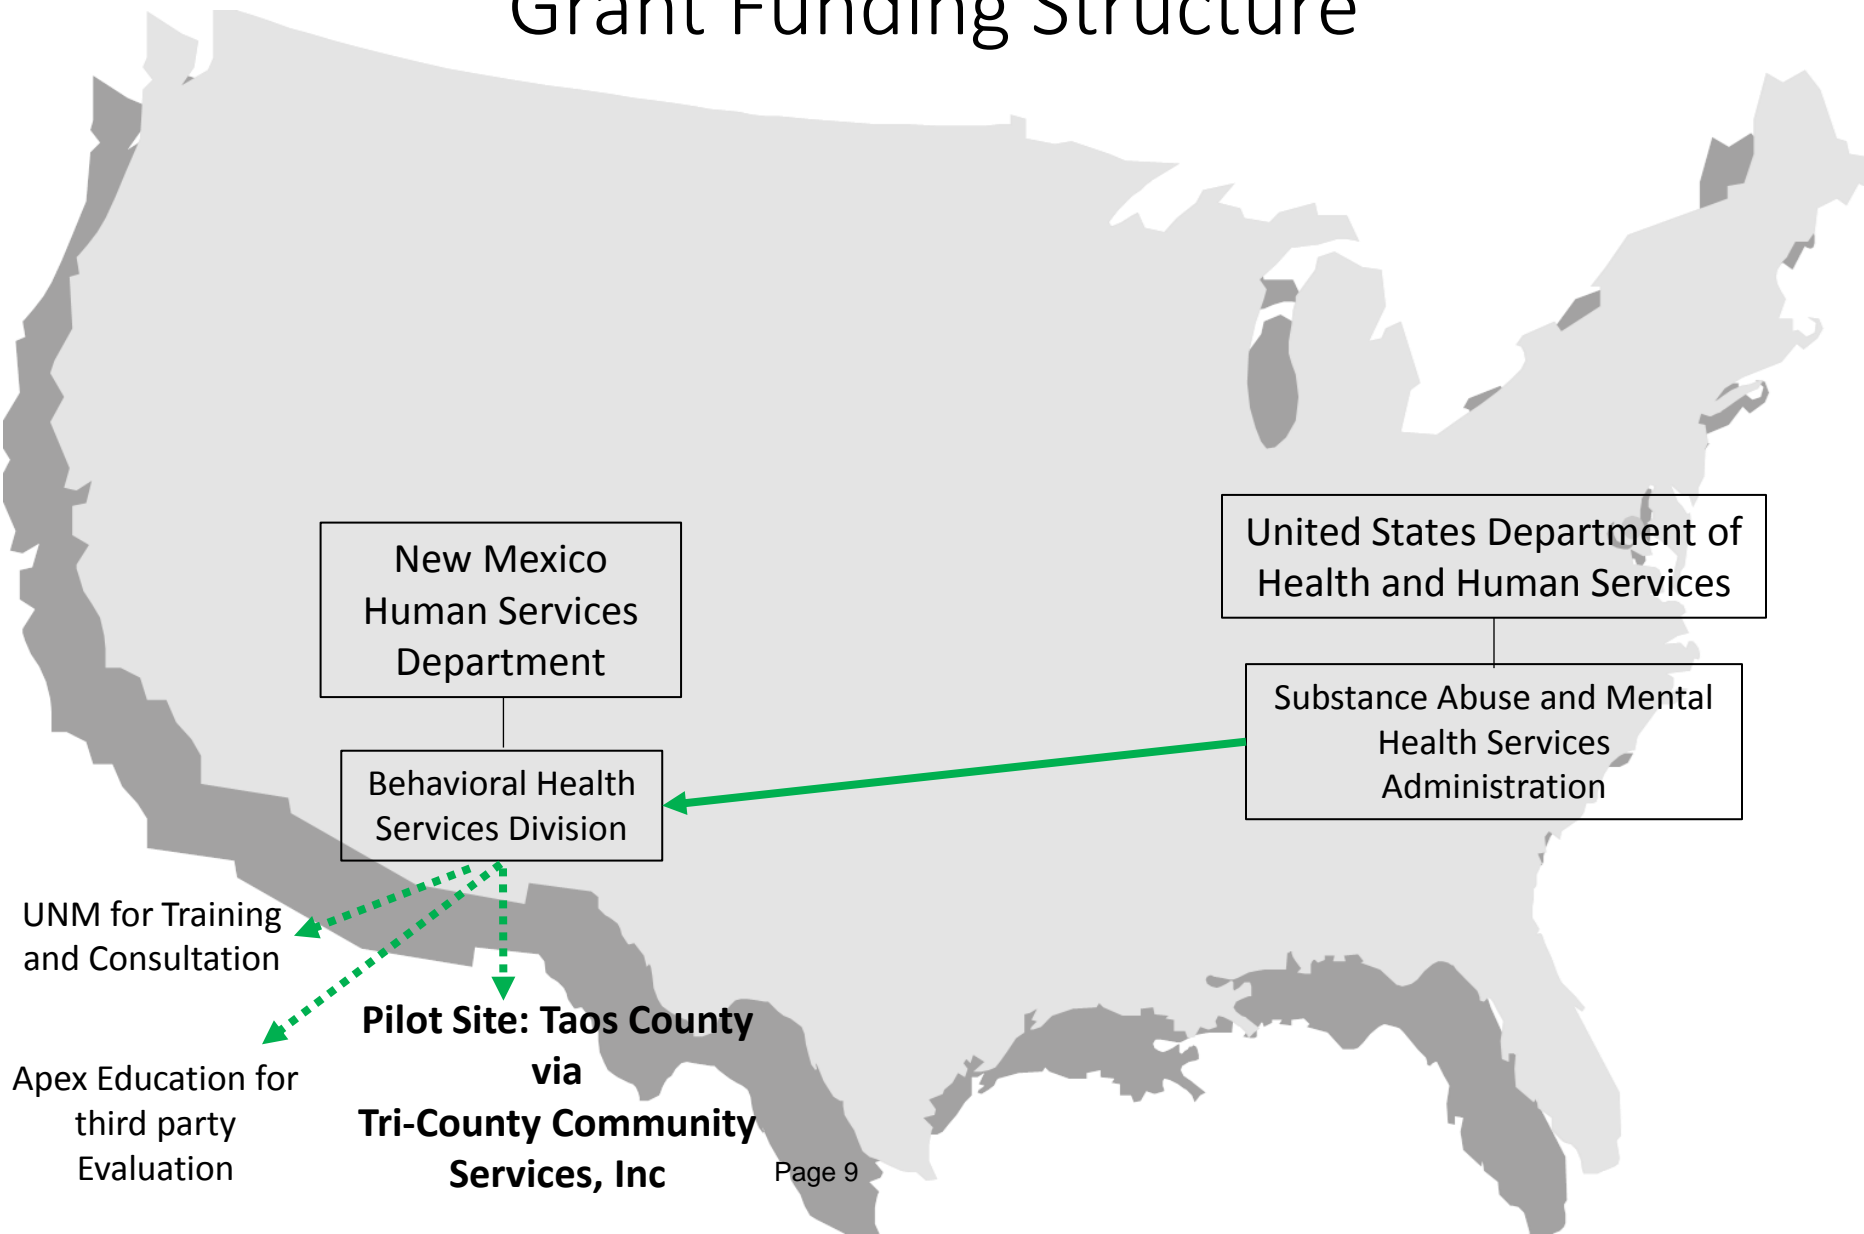 Grant Funding Structure
New Mexico
Human Services
Department
United States Department of
Health and Human Services
Substance Abuse and Mental
Health Services
Administration
Behavioral Health
Services Division
UNM for Training
and Consultation
Apex Education for
third party
Evaluation
Pilot Site: Taos County
via
Tri-County Community
Services, Inc
Page 9